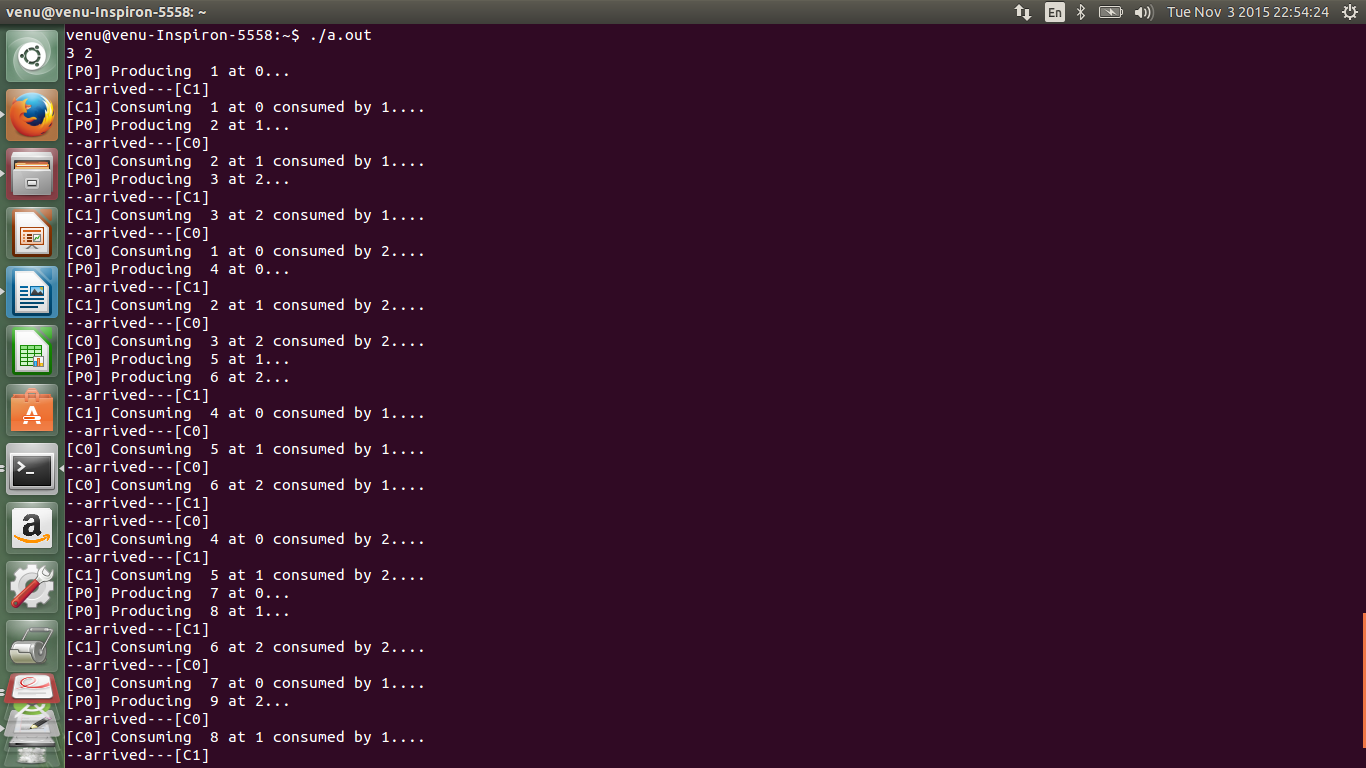 venu@venu-Inspiron-5558: ~
En
Tue Nov 3 2015 22:54:24
venu@venu-Inspiron-5558:~$ ./a.out
3 2
[P0] Producing  1 at 0...
--arrived---[C1]
[C1] Consuming  1 at 0 consumed by 1....
[P0] Producing  2 at 1...
--arrived---[C0]
[C0] Consuming  2 at 1 consumed by 1....
[P0] Producing  3 at 2...
--arrived---[C1]
[C1] Consuming  3 at 2 consumed by 1....
--arrived---[C0]
[C0] Consuming  1 at 0 consumed by 2....
[P0] Producing  4 at 0...
--arrived---[C1]
[C1] Consuming  2 at 1 consumed by 2....
--arrived---[C0]
[C0] Consuming  3 at 2 consumed by 2....
[P0] Producing  5 at 1...
[P0] Producing  6 at 2...
--arrived---[C1]
[C1] Consuming  4 at 0 consumed by 1....
--arrived---[C0]
[C0] Consuming  5 at 1 consumed by 1....
--arrived---[C0]
[C0] Consuming  6 at 2 consumed by 1....
--arrived---[C1]
--arrived---[C0]
[C0] Consuming  4 at 0 consumed by 2....
--arrived---[C1]
[C1] Consuming  5 at 1 consumed by 2....
[P0] Producing  7 at 0...
[P0] Producing  8 at 1...
--arrived---[C1]
[C1] Consuming  6 at 2 consumed by 2....
--arrived---[C0]
[C0] Consuming  7 at 0 consumed by 1....
[P0] Producing  9 at 2...
--arrived---[C0]
[C0] Consuming  8 at 1 consumed by 1....
--arrived---[C1]